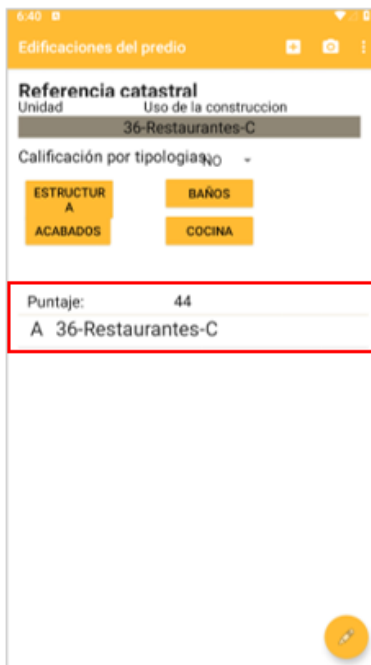 6:40
Edificaciones del predio
Referencia catastral
Unidad Uso de la construccion
36-Restaurantes-C
Calificación por tipologias NO
ESTRUCTUR
A
BAÑOS
ACABADOS
COCINA
Puntaje: 44
A 36-Restaurantes-C